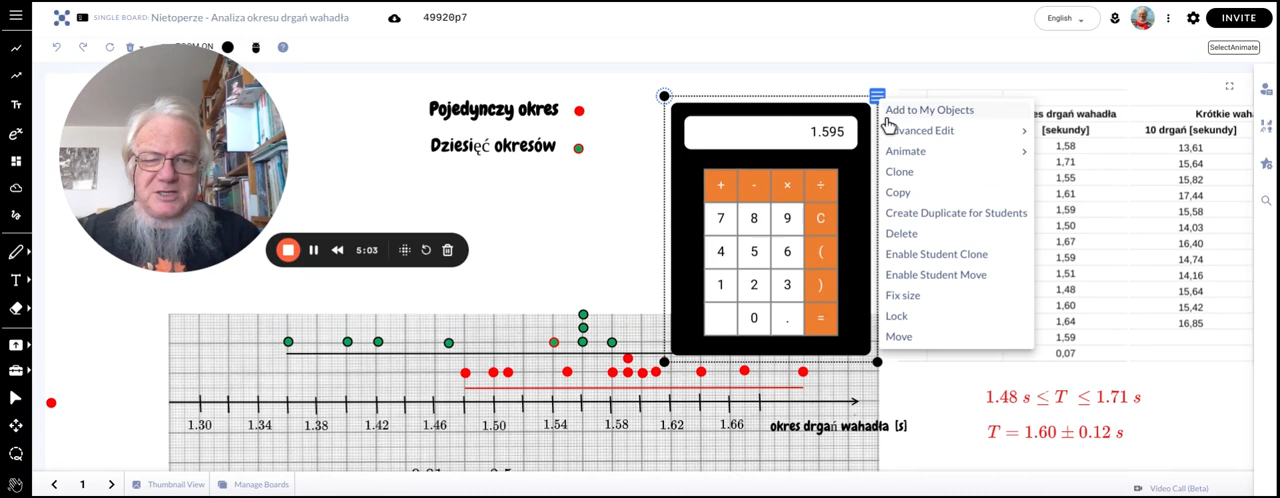 SINGLE BOARD: Nietoperze - Analiza okresu drgań wahadła
49920p7
English
INVITE
ZOOM ON
SelectAnimate
Pojedynczy okres
Dziesięć okresów
1.595
+ - × ÷
7 8 9 C
4 5 6 (
1 2 3 )
0 . =
5:03
Add to My Objects
Advanced Edit
Animate
Clone
Copy
Create Duplicate for Students
Delete
Enable Student Clone
Enable Student Move
Fix size
Lock
Move
drgań wahadła
Krótkie
[sekundy] 10 drgań [sekundy]
1,58 13,61
1,71 15,64
1,55 15,82
1,61 17,44
1,59 15,58
1,50 14,03
1,67 16,40
1,59 14,74
1,51 14,16
1,48 15,64
1,60 15,42
1,64 16,85
1,59
0,07
1.48 s ≤ T ≤ 1.71 s
T = 1.60 ± 0.12 s
1.30 1.34 1.38 1.42 1.46 1.50 1.54 1.58 1.62 1.66
okres drgań wahadła [s]
1
Thumbnail View
Manage Boards
Video Call (Beta)